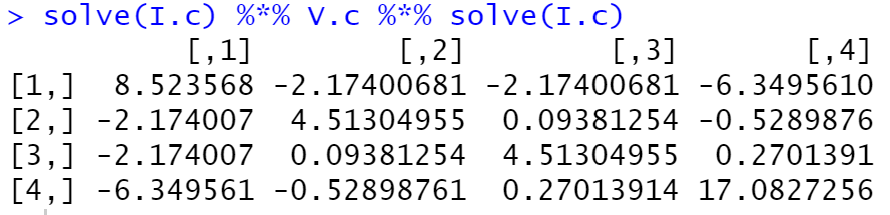 > solve(I.c) %*% V.c %*% solve(I.c)
[,1] [,2] [,3] [,4]
[1,] 8.523568 -2.17400681 -2.17400681 -6.3495610
[2,] -2.174007 4.51304955 0.09381254 -0.5289876
[3,] -2.174007 0.09381254 4.51304955 0.2701391
[4,] -6.349561 -0.52898761 0.27013914 17.0827256